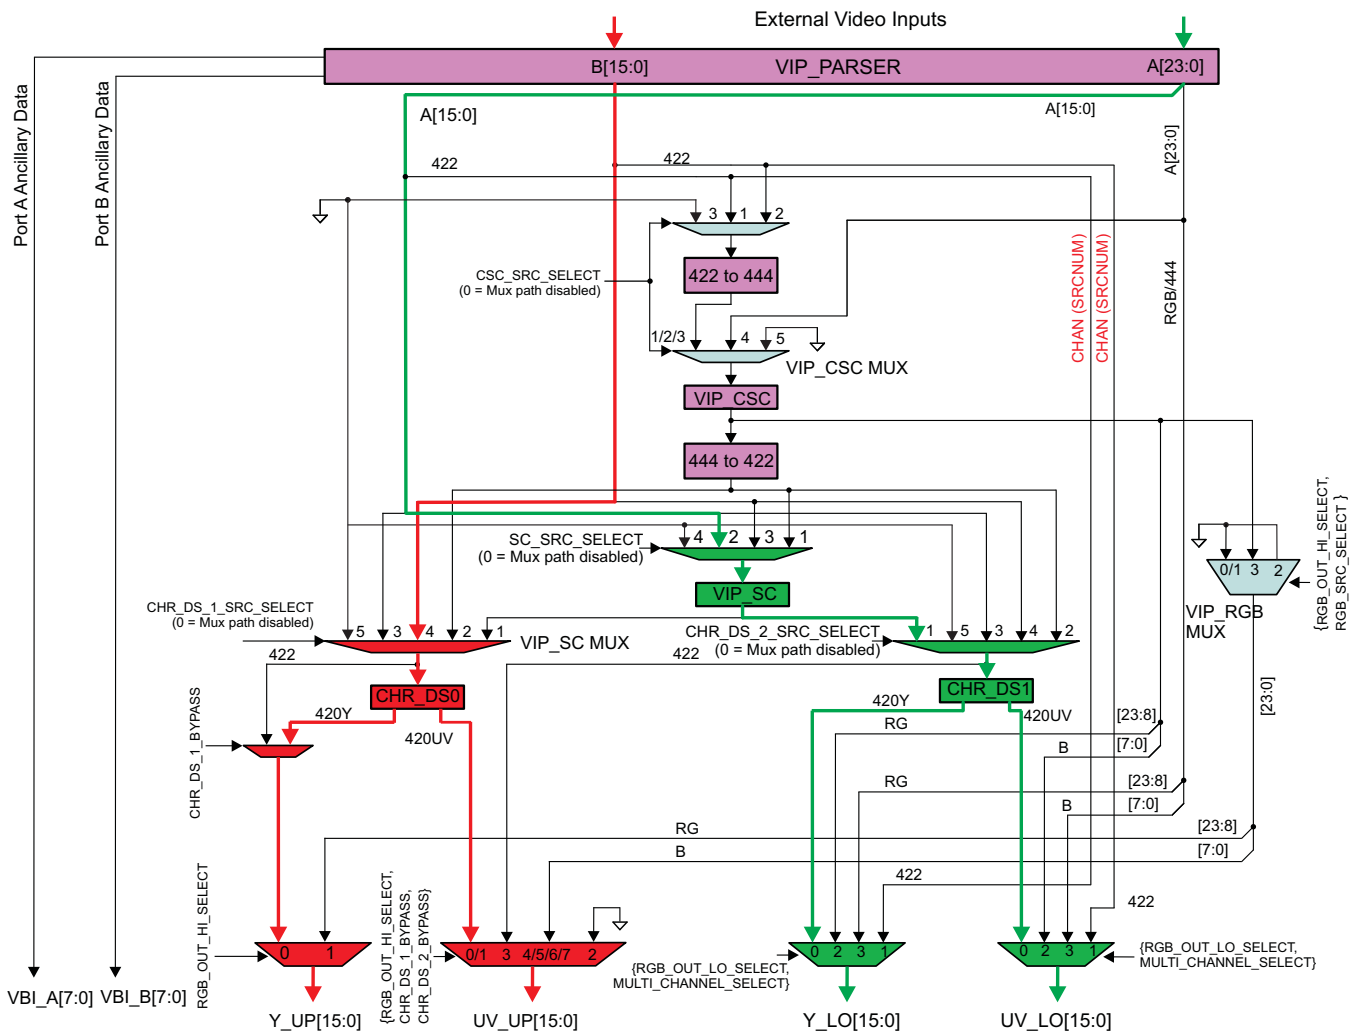 External Video Inputs
B[15:0]
VIP_PARSER
A[23:0]
Port A Ancillary Data
Port B Ancillary Data
A[15:0]
A[15:0]
A[23:0]
422
422
3 1 2
CSC_SRC_SELECT
(0 = Mux path disabled)
422 to 444
CHAN (SRCNUM)
CHAN (SRCNUM)
RGB/444
1/2/3 4 5
VIP_CSC MUX
VIP_CSC
444 to 422
SC_SRC_SELECT
(0 = Mux path disabled)
4 2 3 1
VIP_SC
0/1 3 2
VIP_RGB
MUX
{RGB_OUT_HI_SELECT,
RGB_SRC_SELECT }
CHR_DS_1_SRC_SELECT
(0 = Mux path disabled)
5 3 4 2 1
VIP_SC MUX
CHR_DS_2_SRC_SELECT
(0 = Mux path disabled)
1 5 3 4 2
422
422
CHR_DS0
CHR_DS1
[23:0]
420Y
420UV
420Y
420UV
CHR_DS_1_BYPASS
RG
[23:8]
B
[7:0]
RG
[23:8]
B
[7:0]
RG
[23:8]
B
[7:0]
422
422
RGB_OUT_HI_SELECT
0 1
{RGB_OUT_HI_SELECT,
CHR_DS_1_BYPASS,
CHR_DS_2_BYPASS}
0/1 3 4/5/6/7 2
0 2 3 1
{RGB_OUT_LO_SELECT,
MULTI_CHANNEL_SELECT}
0 2 3 1
{RGB_OUT_LO_SELECT,
MULTI_CHANNEL_SELECT}
VBI_A[7:0]
VBI_B[7:0]
Y_UP[15:0]
UV_UP[15:0]
Y_LO[15:0]
UV_LO[15:0]